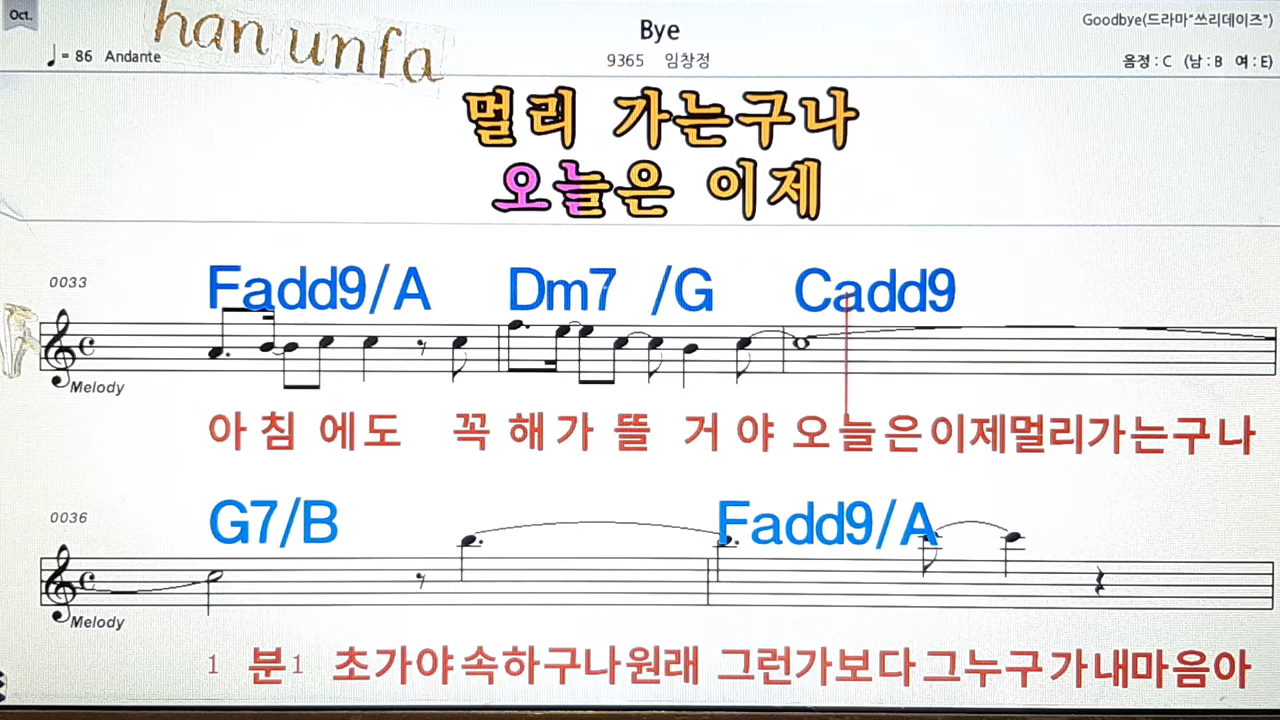 Oct.
han unfa
Bye
Goodbye(드라마"쓰리데이즈")
♩ = 86 Andante
9365 임창정
음정 : C (남 : B 여 : E)
멀리 가는구나
오늘은 이제
0033
Fadd9/A Dm7 /G Cadd9
Melody
아 침 에도 꼭 해가 뜰 거 야 오늘은이제멀리가는구나
0036
G7/B Fadd9/A
Melody
1 분1 초가야속하구나원래 그런가보다그누구가내마음아